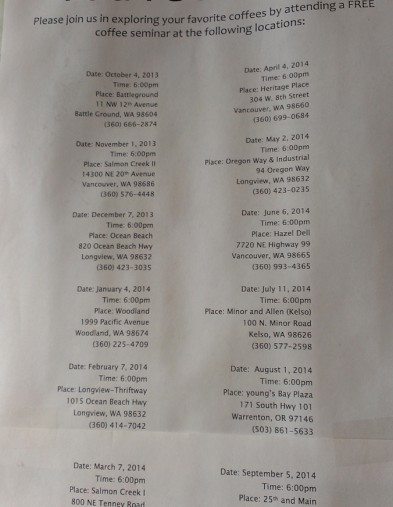 Please join us in exploring your favorite coffees by attending a FREE
coffee seminar at the following locations:
Date: October 4, 2013
Time: 6:00pm
Place: Battleground
11 NW 12th Avenue
Battle Ground, WA 98604
(360) 666-2874
Date: November 1, 2013
Time: 6:00pm
Place: Salmon Creek II
14300 NE 20th Avenue
Vancouver, WA 98686
(360) 576-4448
Date: December 7, 2013
Time: 6:00pm
Place: Ocean Beach
820 Ocean Beach Hwy
Longview, WA 98632
(360) 423-3035
Date: January 4, 2014
Time: 6:00pm
Place: Woodland
1999 Pacific Avenue
Woodland, WA 98674
(360) 225-4709
Date: February 7, 2014
Time: 6:00pm
Place: Longview-Thriftway
1015 Ocean Beach Hwy
Longview, WA 98632
(360) 414-7042
Date: March 7, 2014
Time: 6:00pm
Place: Salmon Creek I
800 NE Tenney Road
Date: April 4, 2014
Time: 6:00pm
Place: Heritage Place
304 W. 8th Street
Vancouver, WA 98660
(360) 699-0684
Date: May 2, 2014
Time: 6:00pm
Place: Oregon Way & Industrial
94 Oregon Way
Longview, WA 98632
(360) 423-0235
Date: June 6, 2014
Time: 6:00pm
Place: Hazel Dell
7720 NE Highway 99
Vancouver, WA 98665
(360) 993-4365
Date: July 11, 2014
Time: 6:00pm
Place: Minor and Allen (Kelso)
100 N. Minor Road
Kelso, WA 98626
(360) 577-2598
Date: August 1, 2014
Time: 6:00pm
Place: young's Bay Plaza
171 South Hwy 101
Warrenton, OR 97146
(503) 861-5633
Date: September 5, 2014
Time: 6:00pm
Place: 25th and Main